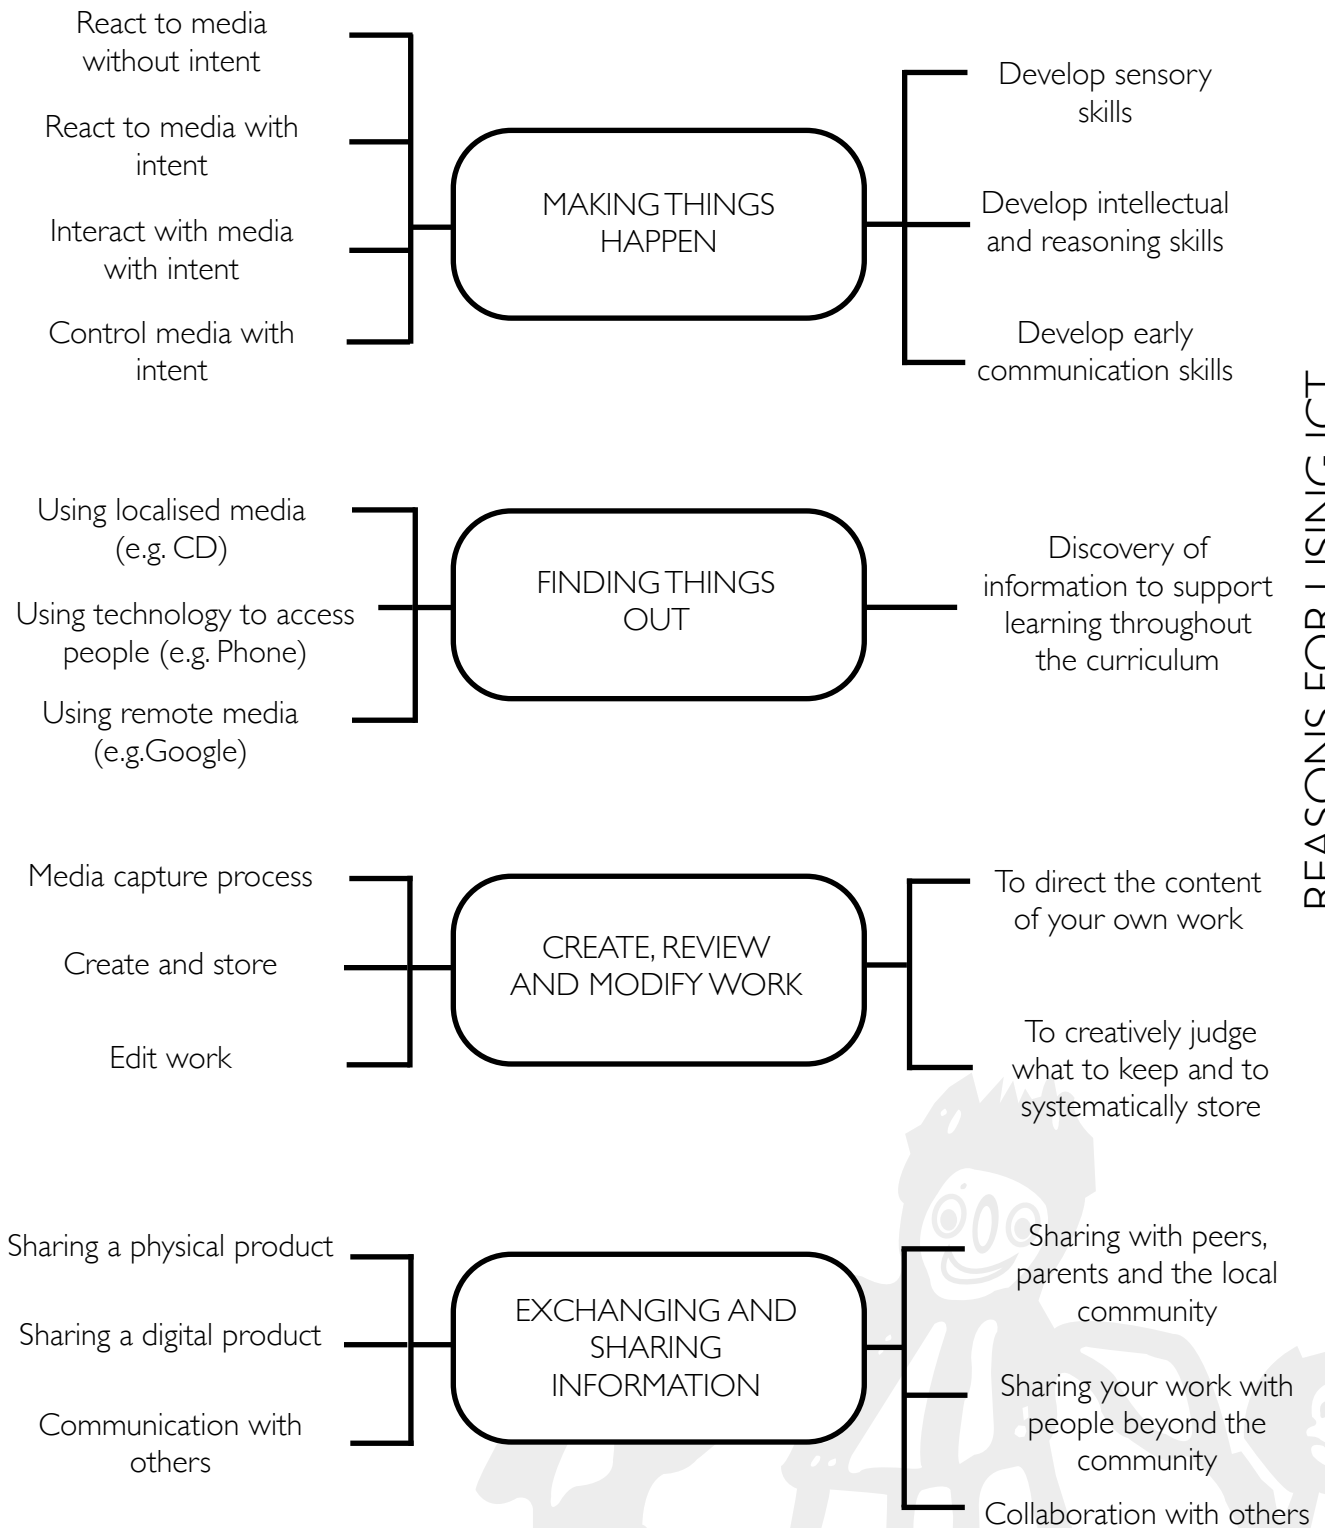 React to media
without intent
React to media with
intent
Interact with media
with intent
Control media with
intent
MAKING THINGS
HAPPEN
Develop sensory
skills
Develop intellectual
and reasoning skills
Develop early
communication skills
Using localised media
(e.g. CD)
Using technology to access
people (e.g. Phone)
Using remote media
(e.g.Google)
FINDING THINGS
OUT
Discovery of
information to support
learning throughout
the curriculum
Media capture process
Create and store
Edit work
CREATE, REVIEW
AND MODIFY WORK
To direct the content
of your own work
To creatively judge
what to keep and to
systematically store
Sharing a physical product
Sharing a digital product
Communication with
others
EXCHANGING AND
SHARING
INFORMATION
Sharing with peers,
parents and the local
community
Sharing your work with
people beyond the
community
Collaboration with others
REASONS FOR USING ICT